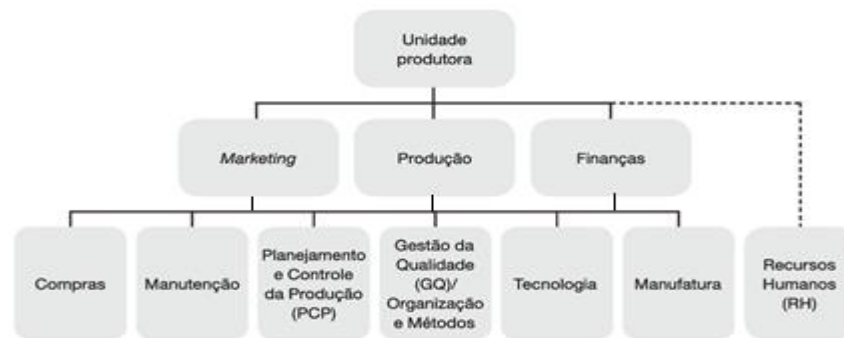 Unidade
produtora
Marketing
Produção
Finanças
Compras
Manutenção
Planejamento
e Controle
da Produção
(PCP)
Gestão da
Qualidade
(GQ)/
Organização
e Métodos
Tecnologia
Manufatura
Recursos
Humanos
(RH)